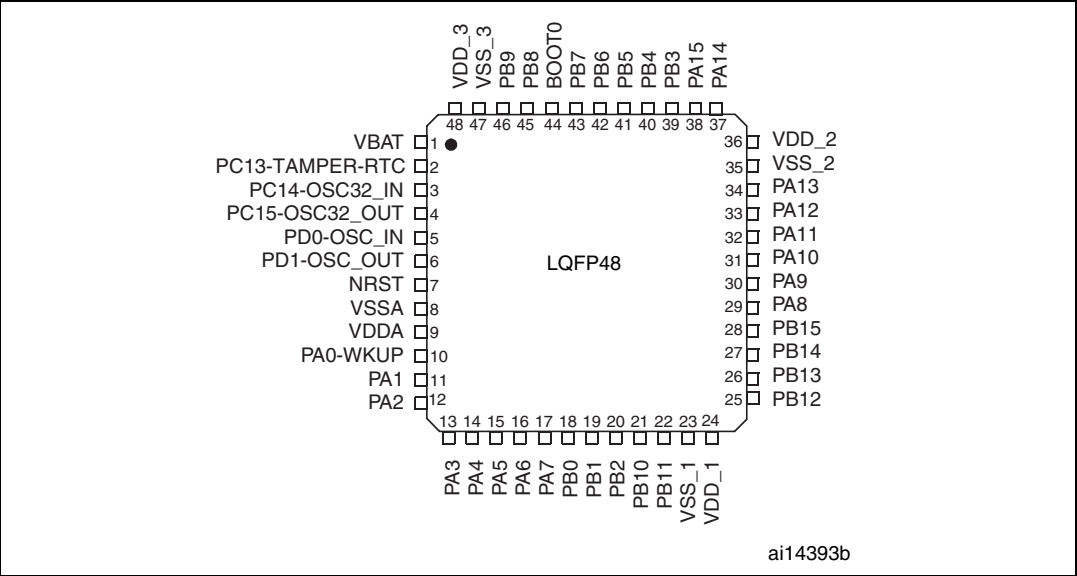 VDD_3
VSS_3
PB9
PB8
BOOT0
PB7
PB6
PB5
PB4
PB3
PA15
PA14
48 47 46 45 44 43 42 41 40 39 38 37
VBAT 1
PC13-TAMPER-RTC 2
PC14-OSC32_IN 3
PC15-OSC32_OUT 4
PD0-OSC_IN 5
PD1-OSC_OUT 6
NRST 7
VSSA 8
VDDA 9
PA0-WKUP 10
PA1 11
PA2 12
LQFP48
36 VDD_2
35 VSS_2
34 PA13
33 PA12
32 PA11
31 PA10
30 PA9
29 PA8
28 PB15
27 PB14
26 PB13
25 PB12
13 14 15 16 17 18 19 20 21 22 23 24
PA3
PA4
PA5
PA6
PA7
PB0
PB1
PB2
PB10
PB11
VSS_1
VDD_1
ai14393b